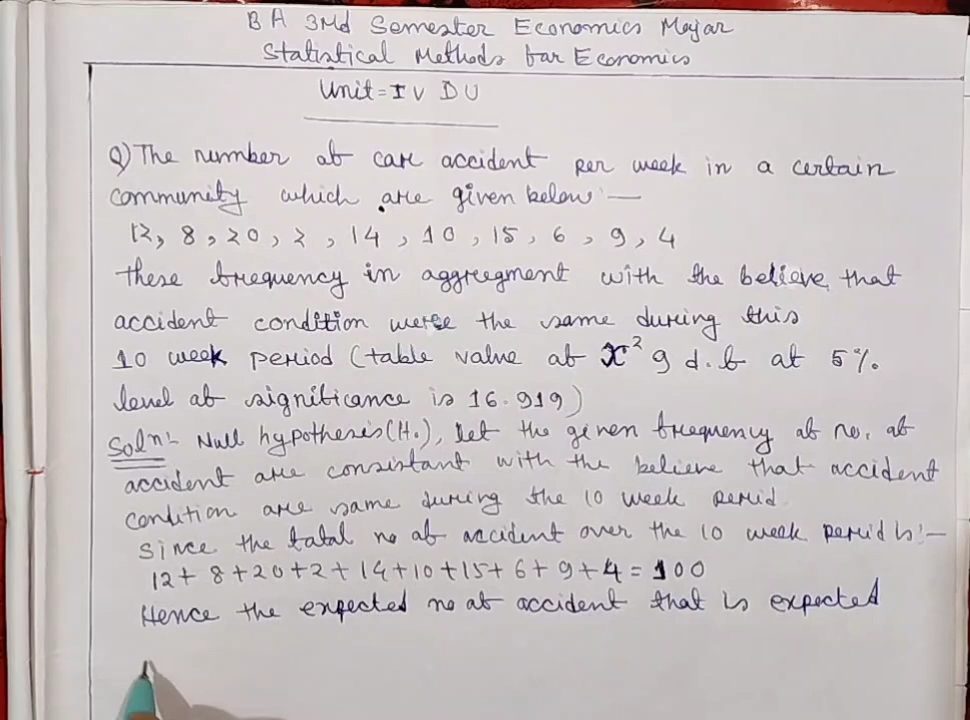 BA 3rd Semester Economics Major
Statistical Methods for Economics
Unit = IV DU
Q) The number of car accident per week in a certain
community which are given below :—
12, 8, 20, 2, 14, 10, 15, 6, 9, 4
these frequency in aggreegment with the believe, that
accident condition were the same during this
10 week period (table value of x² 9 d.f at 5%
level of significance is 16.919)
Soln:- Null hypothesis (H₀), let the given frequency of no. of
accident are consistant with the believe that accident
condition are same during the 10 week period.
Since the total no of accident over the 10 week period is :—
12 + 8 + 20 + 2 + 14 + 10 + 15 + 6 + 9 + 4 = 100
Hence the expected no of accident that is expected